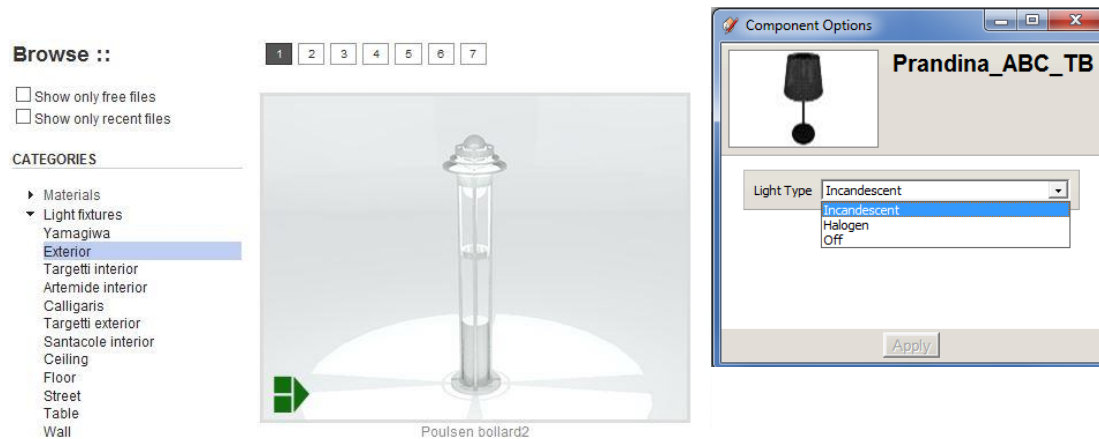 Browse ::
Show only free files
Show only recent files
CATEGORIES
Materials
Light fixtures
Yamagiwa
Exterior
Targetti interior
Artemide interior
Calligaris
Targetti exterior
Santacole interior
Ceiling
Floor
Street
Table
Wall
1 2 3 4 5 6 7
Poulsen bollard2
Component Options
Prandina_ABC_TB
Light Type Incandescent
Incandescent
Halogen
Off
Apply